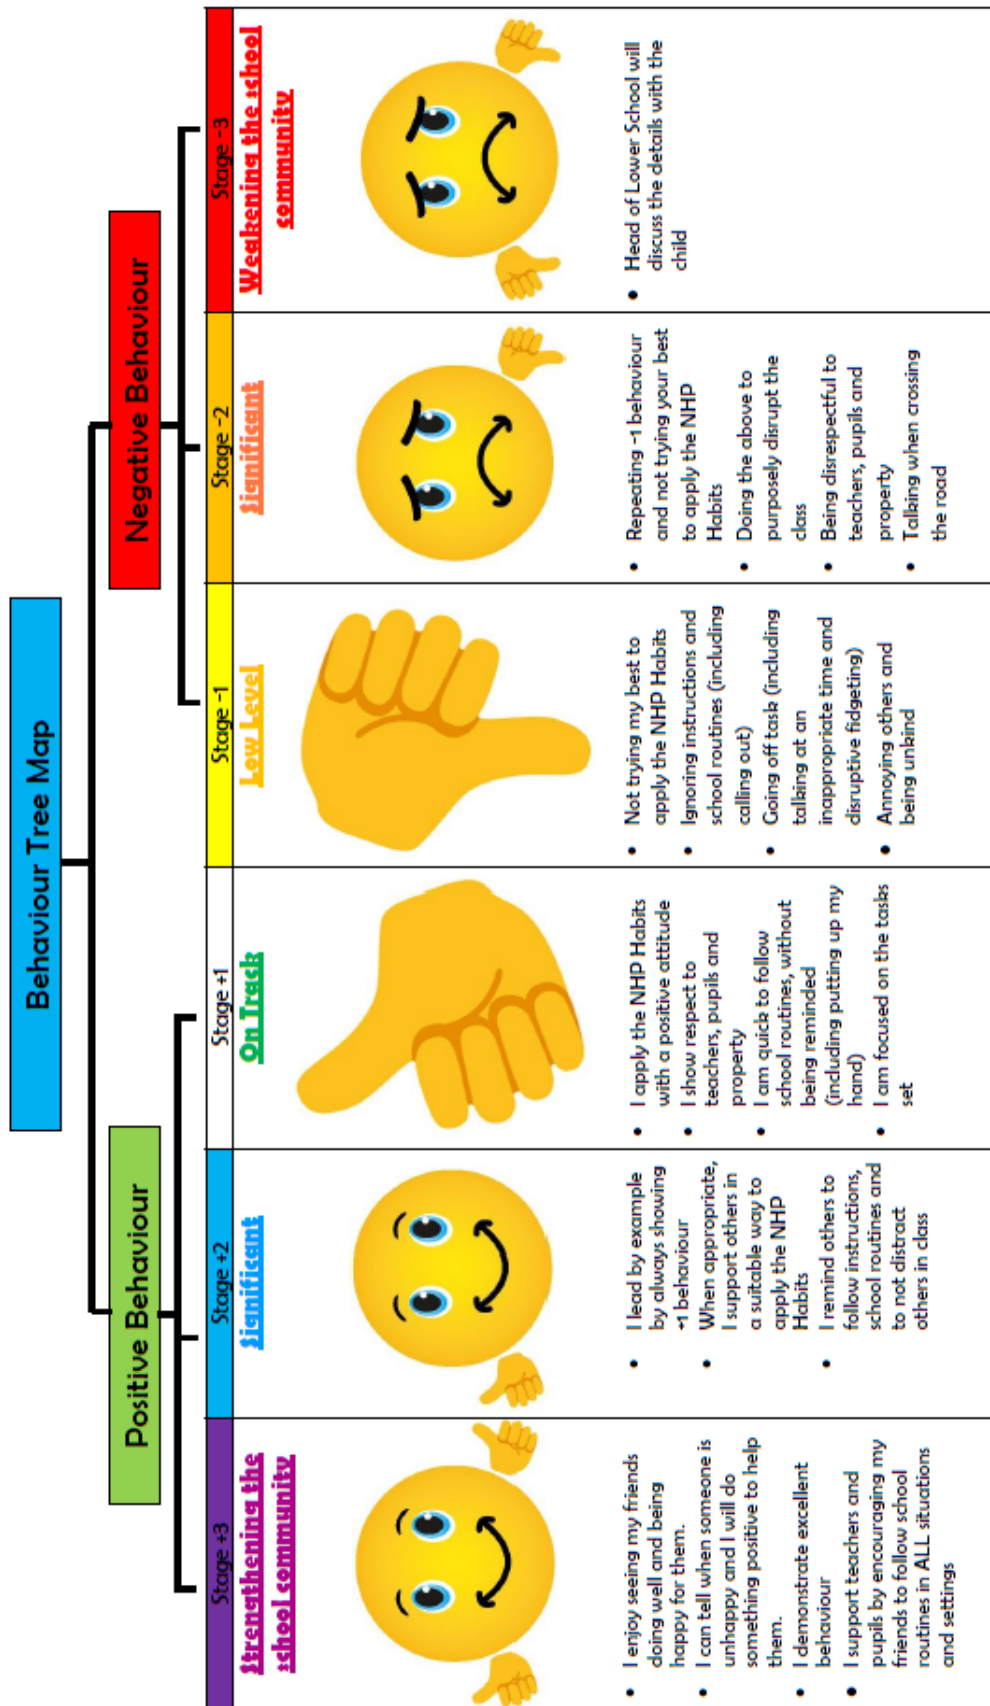 Behaviour Tree Map
Positive Behaviour
Negative Behaviour
Stage +3
Strengthening the
school community
• I enjoy seeing my friends
doing well and being
happy for them.
• I can tell when someone is
unhappy and I will do
something positive to help
them.
• I demonstrate excellent
behaviour
• I support teachers and
pupils by encouraging my
friends to follow school
routines in ALL situations
and settings
Stage +2
Significant
• I lead by example
by always showing
+1 behaviour
• When appropriate,
I support others in
a suitable way to
apply the NHP
Habits
• I remind others to
follow instructions,
school routines and
to not distract
others in class
Stage +1
On Track
• I apply the NHP Habits
with a positive attitude
• I show respect to
teachers, pupils and
property
• I am quick to follow
school routines, without
being reminded
(including putting up my
hand)
• I am focused on the tasks
set
Stage -1
Low Level
• Not trying my best to
apply the NHP Habits
• Ignoring instructions and
school routines (including
calling out)
• Going off task (including
talking at an
inappropriate time and
disruptive fidgeting)
• Annoying others and
being unkind
Stage -2
Significant
• Repeating -1 behaviour
and not trying your best
to apply the NHP
Habits
• Doing the above to
purposely disrupt the
class
• Being disrespectful to
teachers, pupils and
property
• Talking when crossing
the road
Stage -3
Weakening the school
community
• Head of Lower School will
discuss the details with the
child